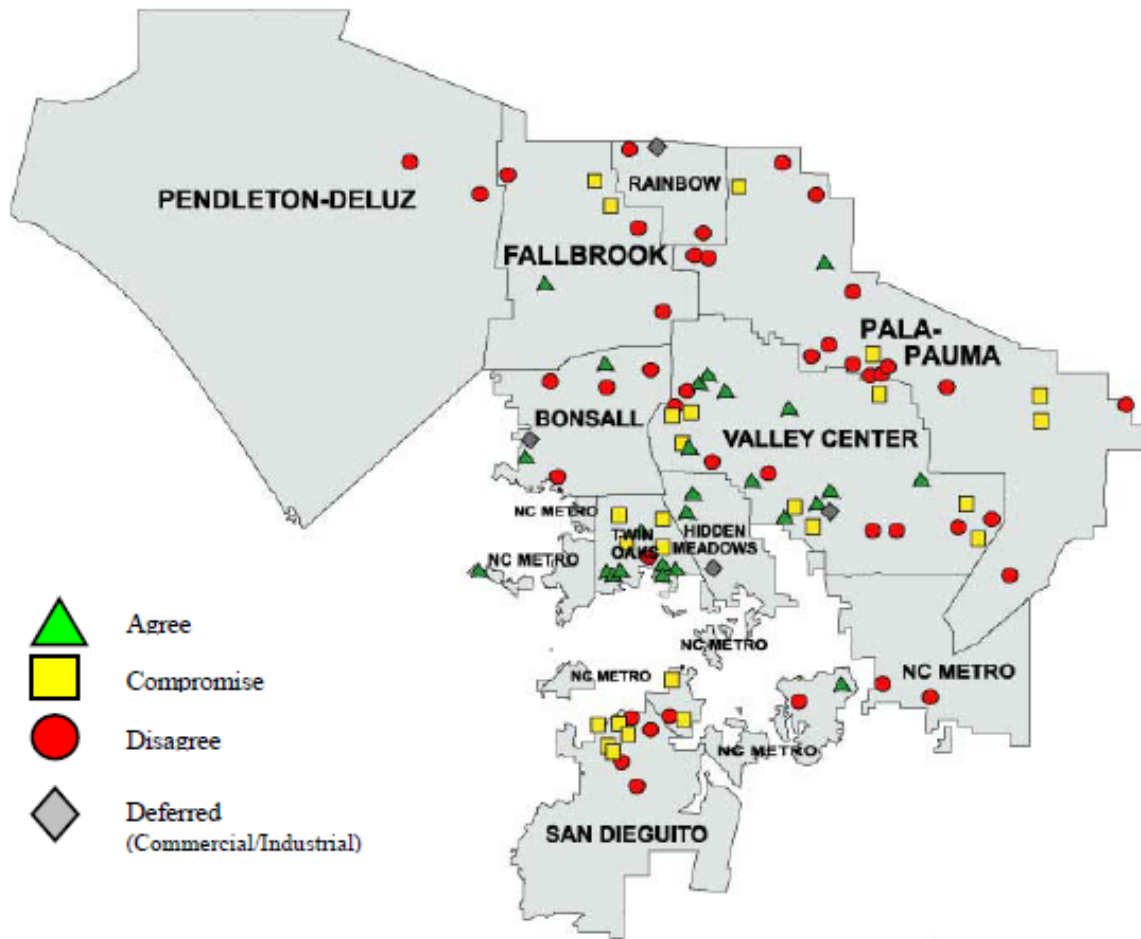 PENDLETON-DELUZ
RAINBOW
FALLBROOK
PALA-
PAUMA
BONSALL
VALLEY CENTER
NC METRO
TWIN
OAKS
HIDDEN
MEADOWS
NC METRO
NC METRO
NC METRO
NC METRO
NC METRO
SAN DIEGUITO
Agree
Compromise
Disagree
Deferred
(Commercial/Industrial)